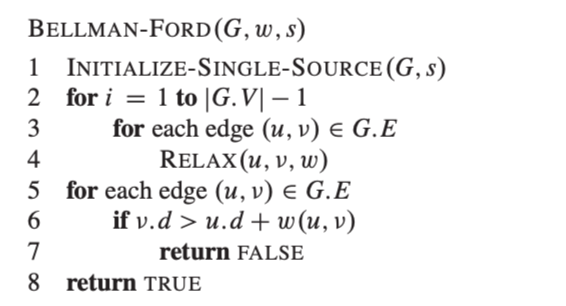 BELLMAN-FORD(G, w, s)
1 INITIALIZE-SINGLE-SOURCE(G, s)
2 for i = 1 to |G.V| − 1
3 for each edge (u, v) ∈ G.E
4 RELAX(u, v, w)
5 for each edge (u, v) ∈ G.E
6 if v.d > u.d + w(u, v)
7 return FALSE
8 return TRUE